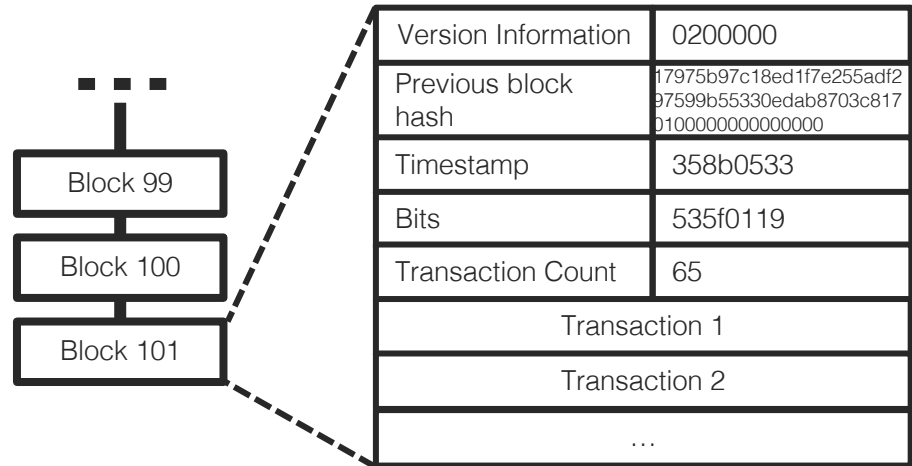 Block 99
Block 100
Block 101
Version Information 0200000
Previous block
hash
17975b97c18ed1f7e255adf2
97599b55330edab8703c817
0100000000000000
Timestamp 358b0533
Bits 535f0119
Transaction Count 65
Transaction 1
Transaction 2
…